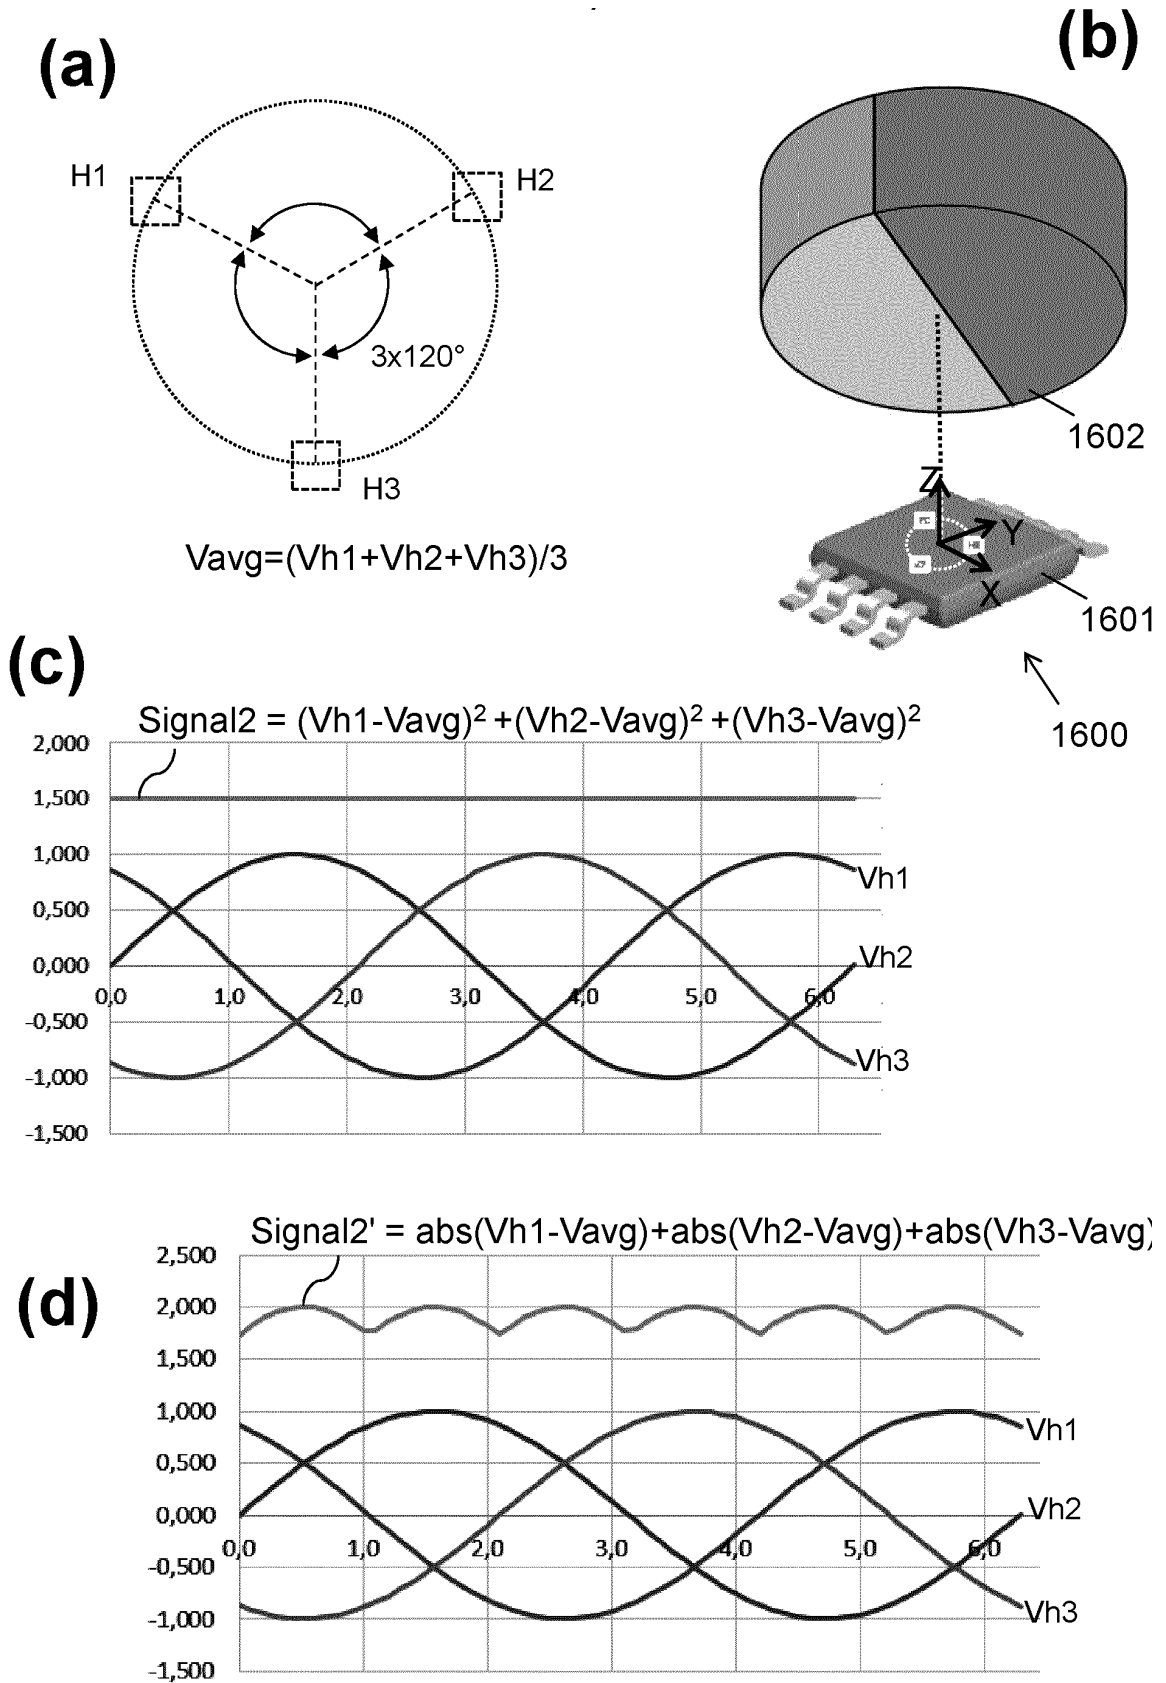 (a)
(b)
H1
H2
3x120°
H3
Vavg=(Vh1+Vh2+Vh3)/3
1602
Z
Y
X
1601
1600
(c)
Signal2 = (Vh1-Vavg)² +(Vh2-Vavg)² +(Vh3-Vavg)²
2,000
1,500
1,000
Vh1
0,500
0,000
Vh2
0,0 1,0 2,0 3,0 4,0 5,0 6,0
-0,500
Vh3
-1,000
-1,500
Signal2' = abs(Vh1-Vavg)+abs(Vh2-Vavg)+abs(Vh3-Vavg)
(d)
2,500
2,000
1,500
1,000
Vh1
0,500
0,000
Vh2
0,0 1,0 2,0 3,0 4,0 5,0 6,0
-0,500
-1,000
Vh3
-1,500